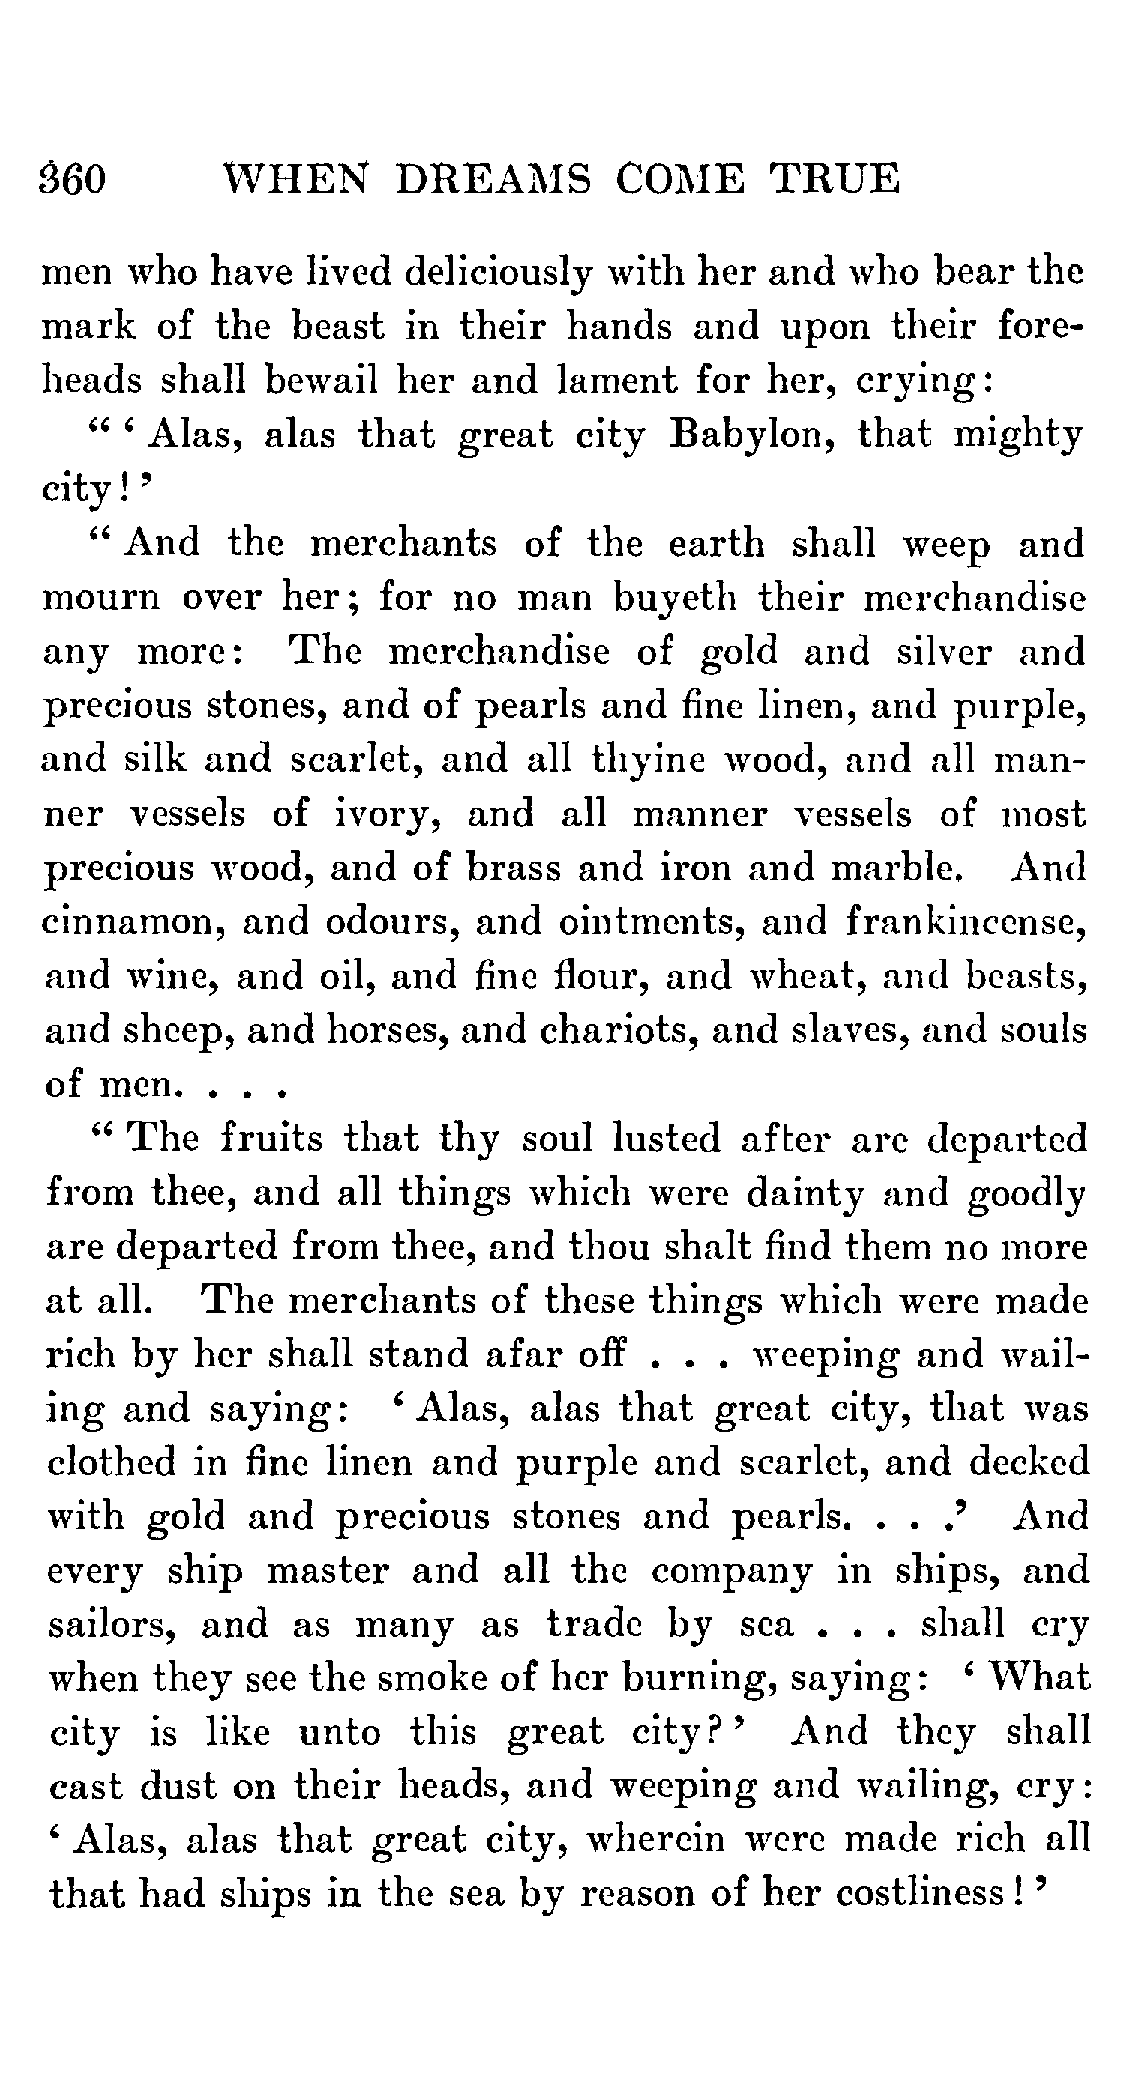 360 WHEN DREAMS COME TRUE
men who have lived deliciously with her and who bear the
mark of the beast in their hands and upon their fore-
heads shall bewail her and lament for her, crying:
“ ‘ Alas, alas that great city Babylon, that mighty
city ! ’
“ And the merchants of the earth shall weep and
mourn over her ; for no man buyeth their merchandise
any more: The merchandise of gold and silver and
precious stones, and of pearls and fine linen, and purple,
and silk and scarlet, and all thyine wood, and all man-
ner vessels of ivory, and all manner vessels of most
precious wood, and of brass and iron and marble. And
cinnamon, and odours, and ointments, and frankincense,
and wine, and oil, and fine flour, and wheat, and beasts,
and sheep, and horses, and chariots, and slaves, and souls
of men. . . .
“ The fruits that thy soul lusted after are departed
from thee, and all things which were dainty and goodly
are departed from thee, and thou shalt find them no more
at all. The merchants of these things which were made
rich by her shall stand afar off . . . weeping and wail-
ing and saying: ‘ Alas, alas that great city, that was
clothed in fine linen and purple and scarlet, and decked
with gold and precious stones and pearls. . . .’ And
every ship master and all the company in ships, and
sailors, and as many as trade by sea . . . shall cry
when they see the smoke of her burning, saying: ‘ What
city is like unto this great city? ’ And they shall
cast dust on their heads, and weeping and wailing, cry:
‘ Alas, alas that great city, wherein were made rich all
that had ships in the sea by reason of her costliness ! ’